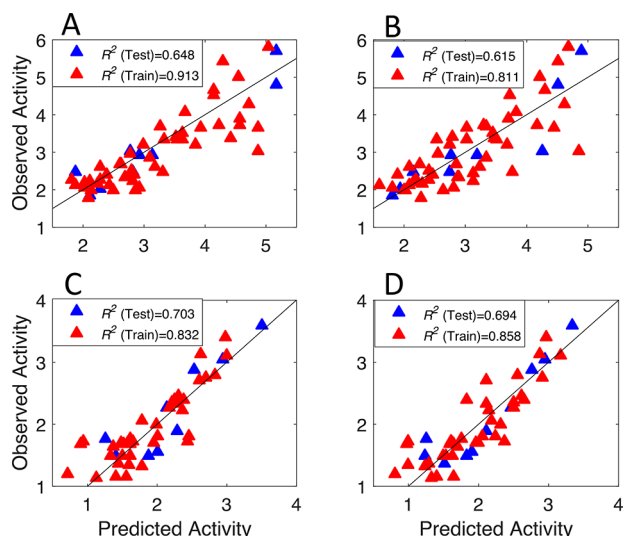 A
B
R² (Test)=0.648
R² (Train)=0.913
R² (Test)=0.615
R² (Train)=0.811
Observed Activity
6
5
4
3
2
1
2
3
4
5
6
5
4
3
2
1
2
3
4
5
C
D
R² (Test)=0.703
R² (Train)=0.832
R² (Test)=0.694
R² (Train)=0.858
Observed Activity
4
3
2
1
1
2
3
4
4
3
2
1
1
2
3
4
Predicted Activity
Predicted Activity